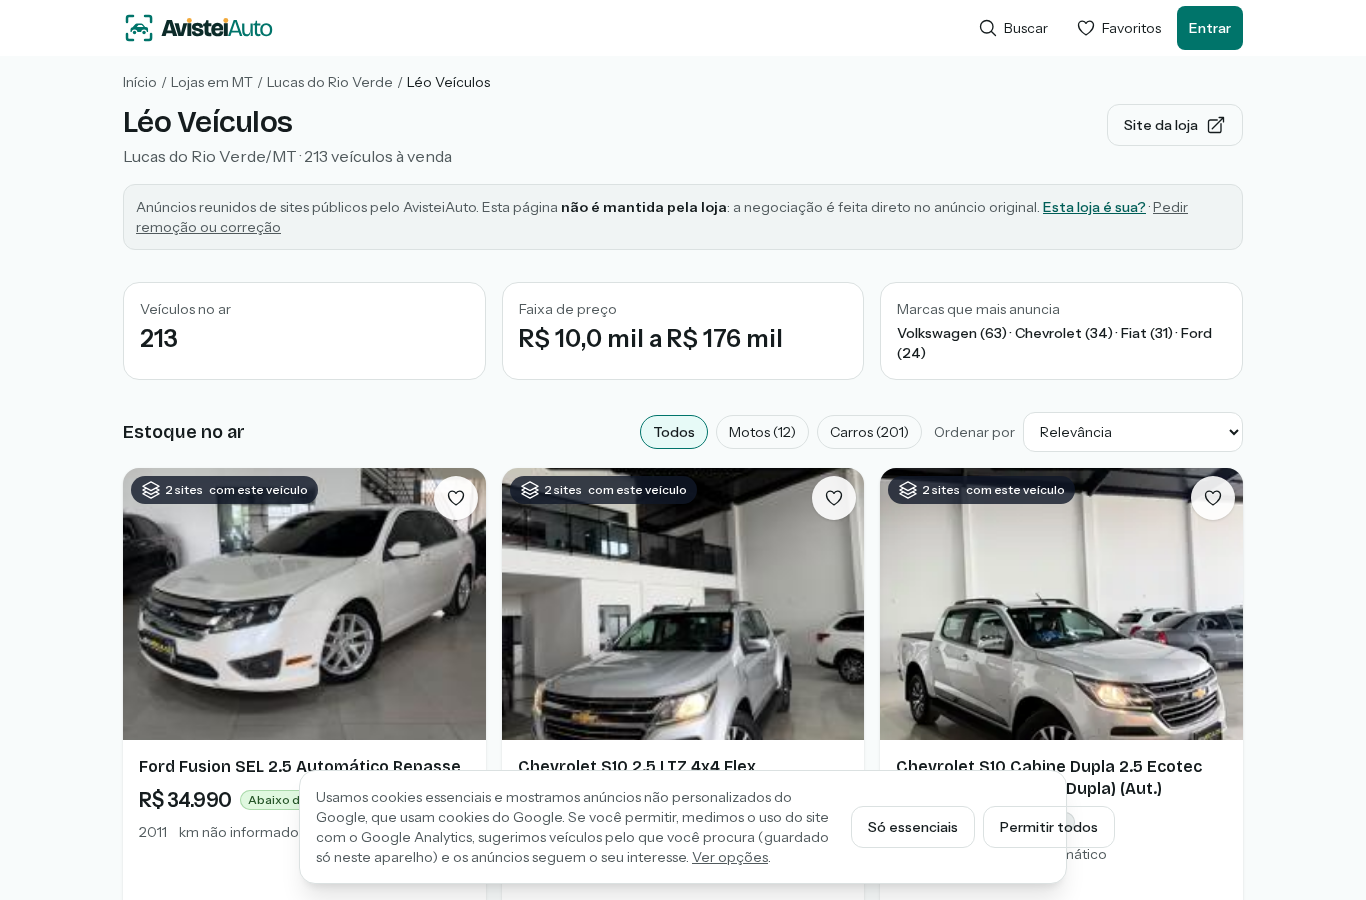 AvisteiAuto
Buscar
Favoritos
Entrar
Início / Lojas em MT / Lucas do Rio Verde / Léo Veículos
Léo Veículos
Site da loja
Lucas do Rio Verde/MT · 213 veículos à venda
Anúncios reunidos de sites públicos pelo AvisteiAuto. Esta página não é mantida pela loja: a negociação é feita direto no anúncio original. Esta loja é sua? · Pedir
remoção ou correção
Veículos no ar
213
Faixa de preço
R$ 10,0 mil a R$ 176 mil
Marcas que mais anuncia
Volkswagen (63) · Chevrolet (34) · Fiat (31) · Ford
(24)
Estoque no ar
Todos
Motos (12)
Carros (201)
Ordenar por
Relevância
2 sites com este veículo
2 sites com este veículo
2 sites com este veículo
Ford Fusion SEL 2.5 Automático Repasse
R$ 34.990
Abaixo d
2011 km não informado
Chevrolet S10 2.5 LTZ 4x4 Flex
Chevrolet S10 Cabine Dupla 2.5 Ecotec
Dupla) (Aut.)
mático
Usamos cookies essenciais e mostramos anúncios não personalizados do
Google, que usam cookies do Google. Se você permitir, medimos o uso do site
com o Google Analytics, sugerimos veículos pelo que você procura (guardado
só neste aparelho) e os anúncios seguem o seu interesse. Ver opções.
Só essenciais
Permitir todos